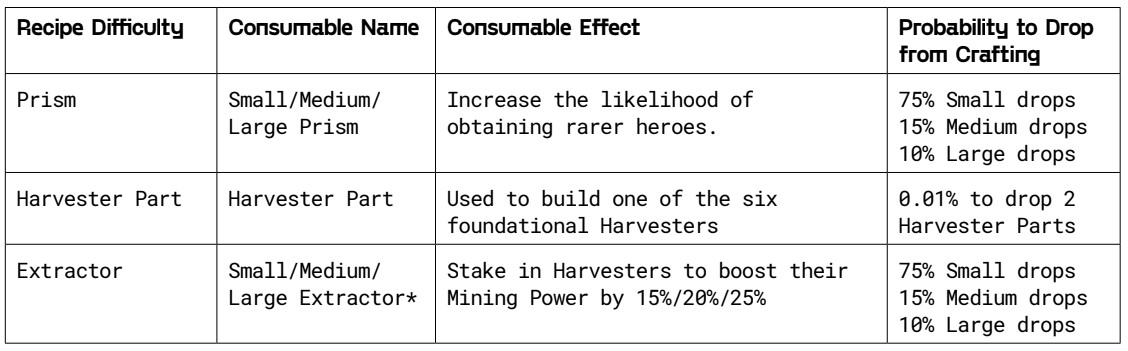 Recipe Difficulty
Consumable Name
Consumable Effect
Probability to Drop
from Crafting
Prism
Small/Medium/
Large Prism
Increase the likelihood of
obtaining rarer heroes.
75% Small drops
15% Medium drops
10% Large drops
Harvester Part
Harvester Part
Used to build one of the six
foundational Harvesters
0.01% to drop 2
Harvester Parts
Extractor
Small/Medium/
Large Extractor*
Stake in Harvesters to boost their
Mining Power by 15%/20%/25%
75% Small drops
15% Medium drops
10% Large drops